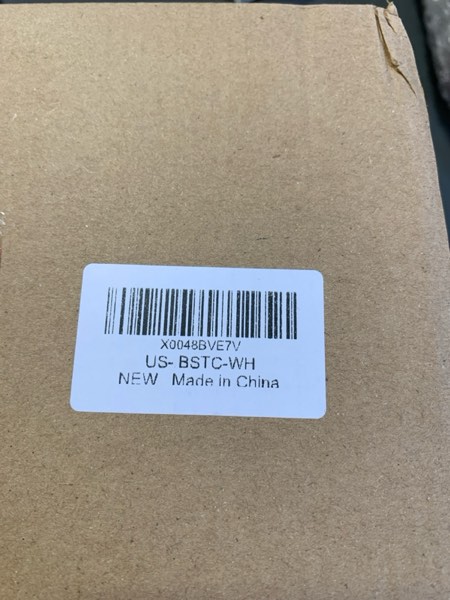 X0048BVE7V
US- BSTC-WH
NEW Made in China